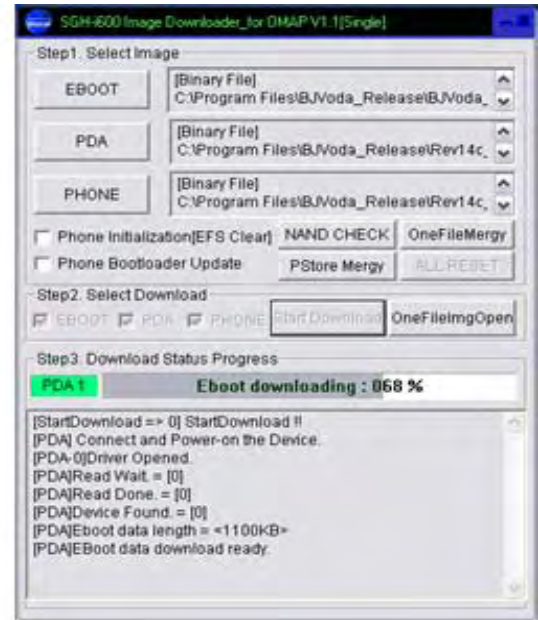 SGH-i600 Image Downloader_for OMAP V1.1[Single]
Step1. Select Image
EBOOT
[Binary File]
C:\Program Files\BJVoda_Release\BJVoda_
PDA
[Binary File]
C:\Program Files\BJVoda_Release\Rev14c_
PHONE
[Binary File]
C:\Program Files\BJVoda_Release\Rev14c_
Phone Initialization[EFS Clear] NAND CHECK OneFileMergy
Phone Bootloader Update PStore Mergy ALL RESET
Step2. Select Download
EBOOT PDA PHONE Start Download OneFileImgOpen
Step3. Download Status Progress
PDA 1 Eboot downloading : 068 %
[StartDownload => 0] StartDownload !!
[PDA] Connect and Power-on the Device.
[PDA-0]Driver Opened.
[PDA]Read Wait. = [0]
[PDA]Read Done. = [0]
[PDA]Device Found. = [0]
[PDA]Eboot data length = <1100KB>
[PDA]EBoot data download ready.